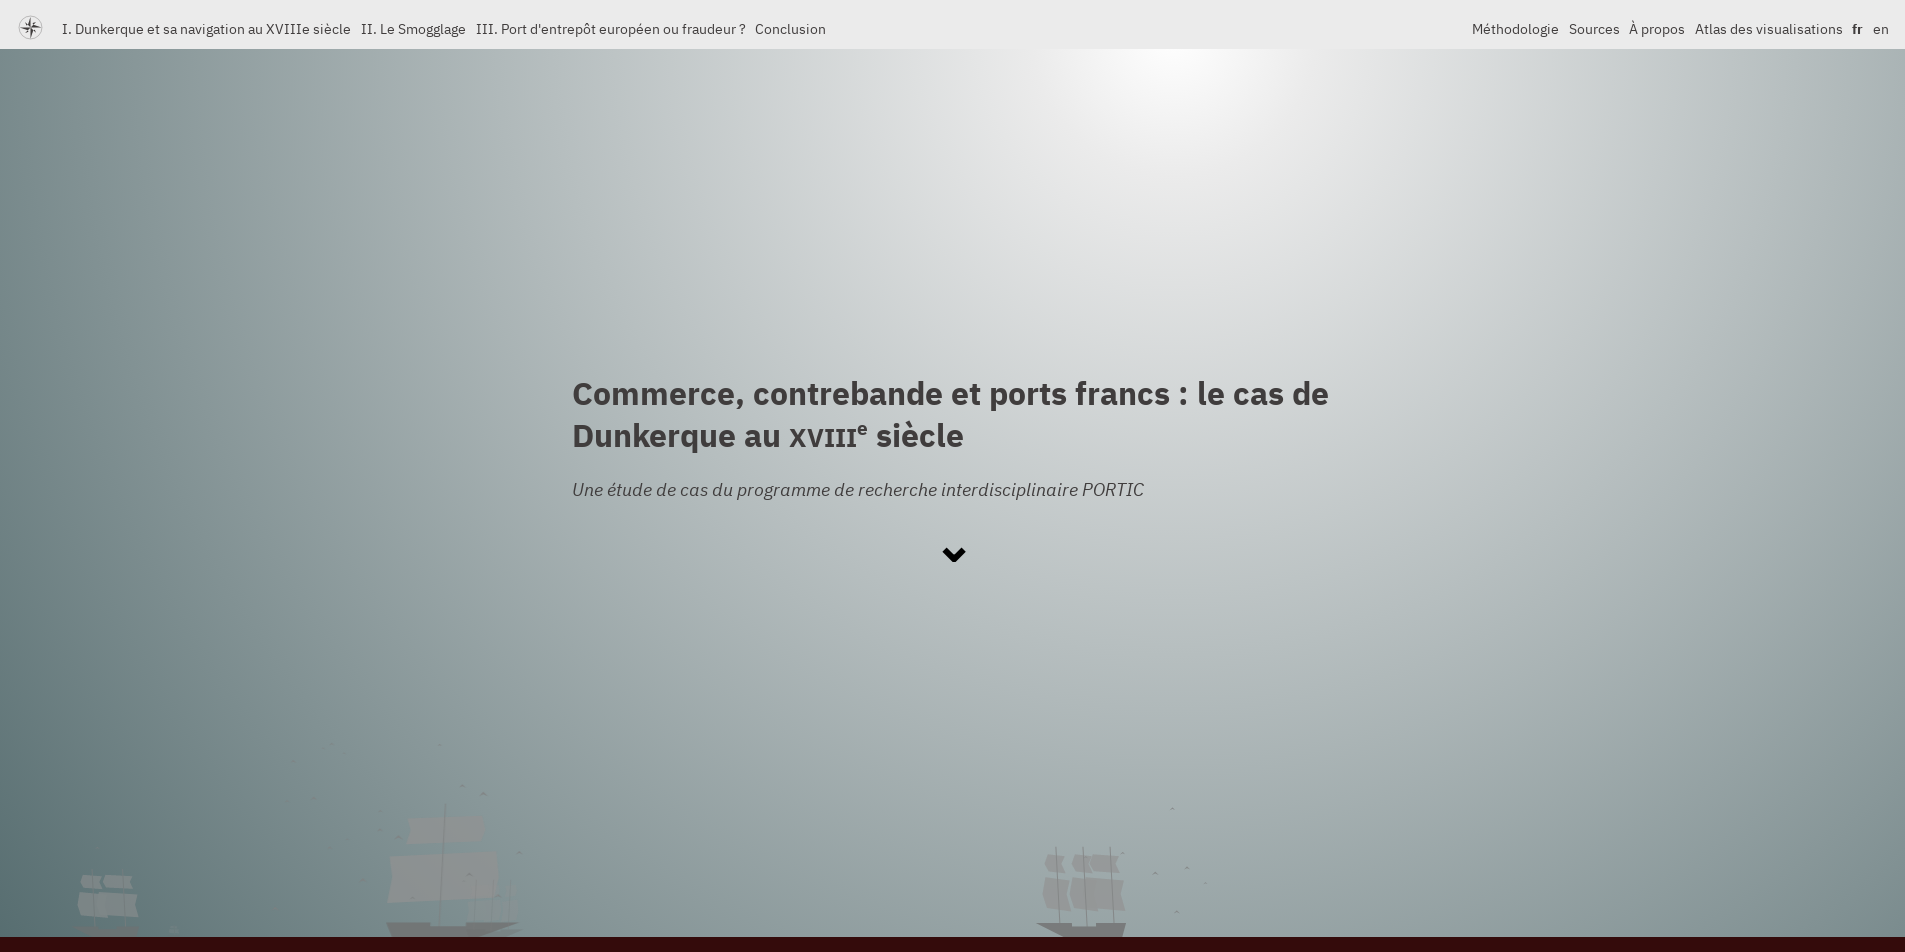 I. Dunkerque et sa navigation au XVIIIe siècle II. Le Smogglage III. Port d'entrepôt européen ou fraudeur ? Conclusion Méthodologie Sources À propos Atlas des visualisations fr en
Commerce, contrebande et ports francs : le cas de
Dunkerque au XVIIIe siècle
Une étude de cas du programme de recherche interdisciplinaire PORTIC